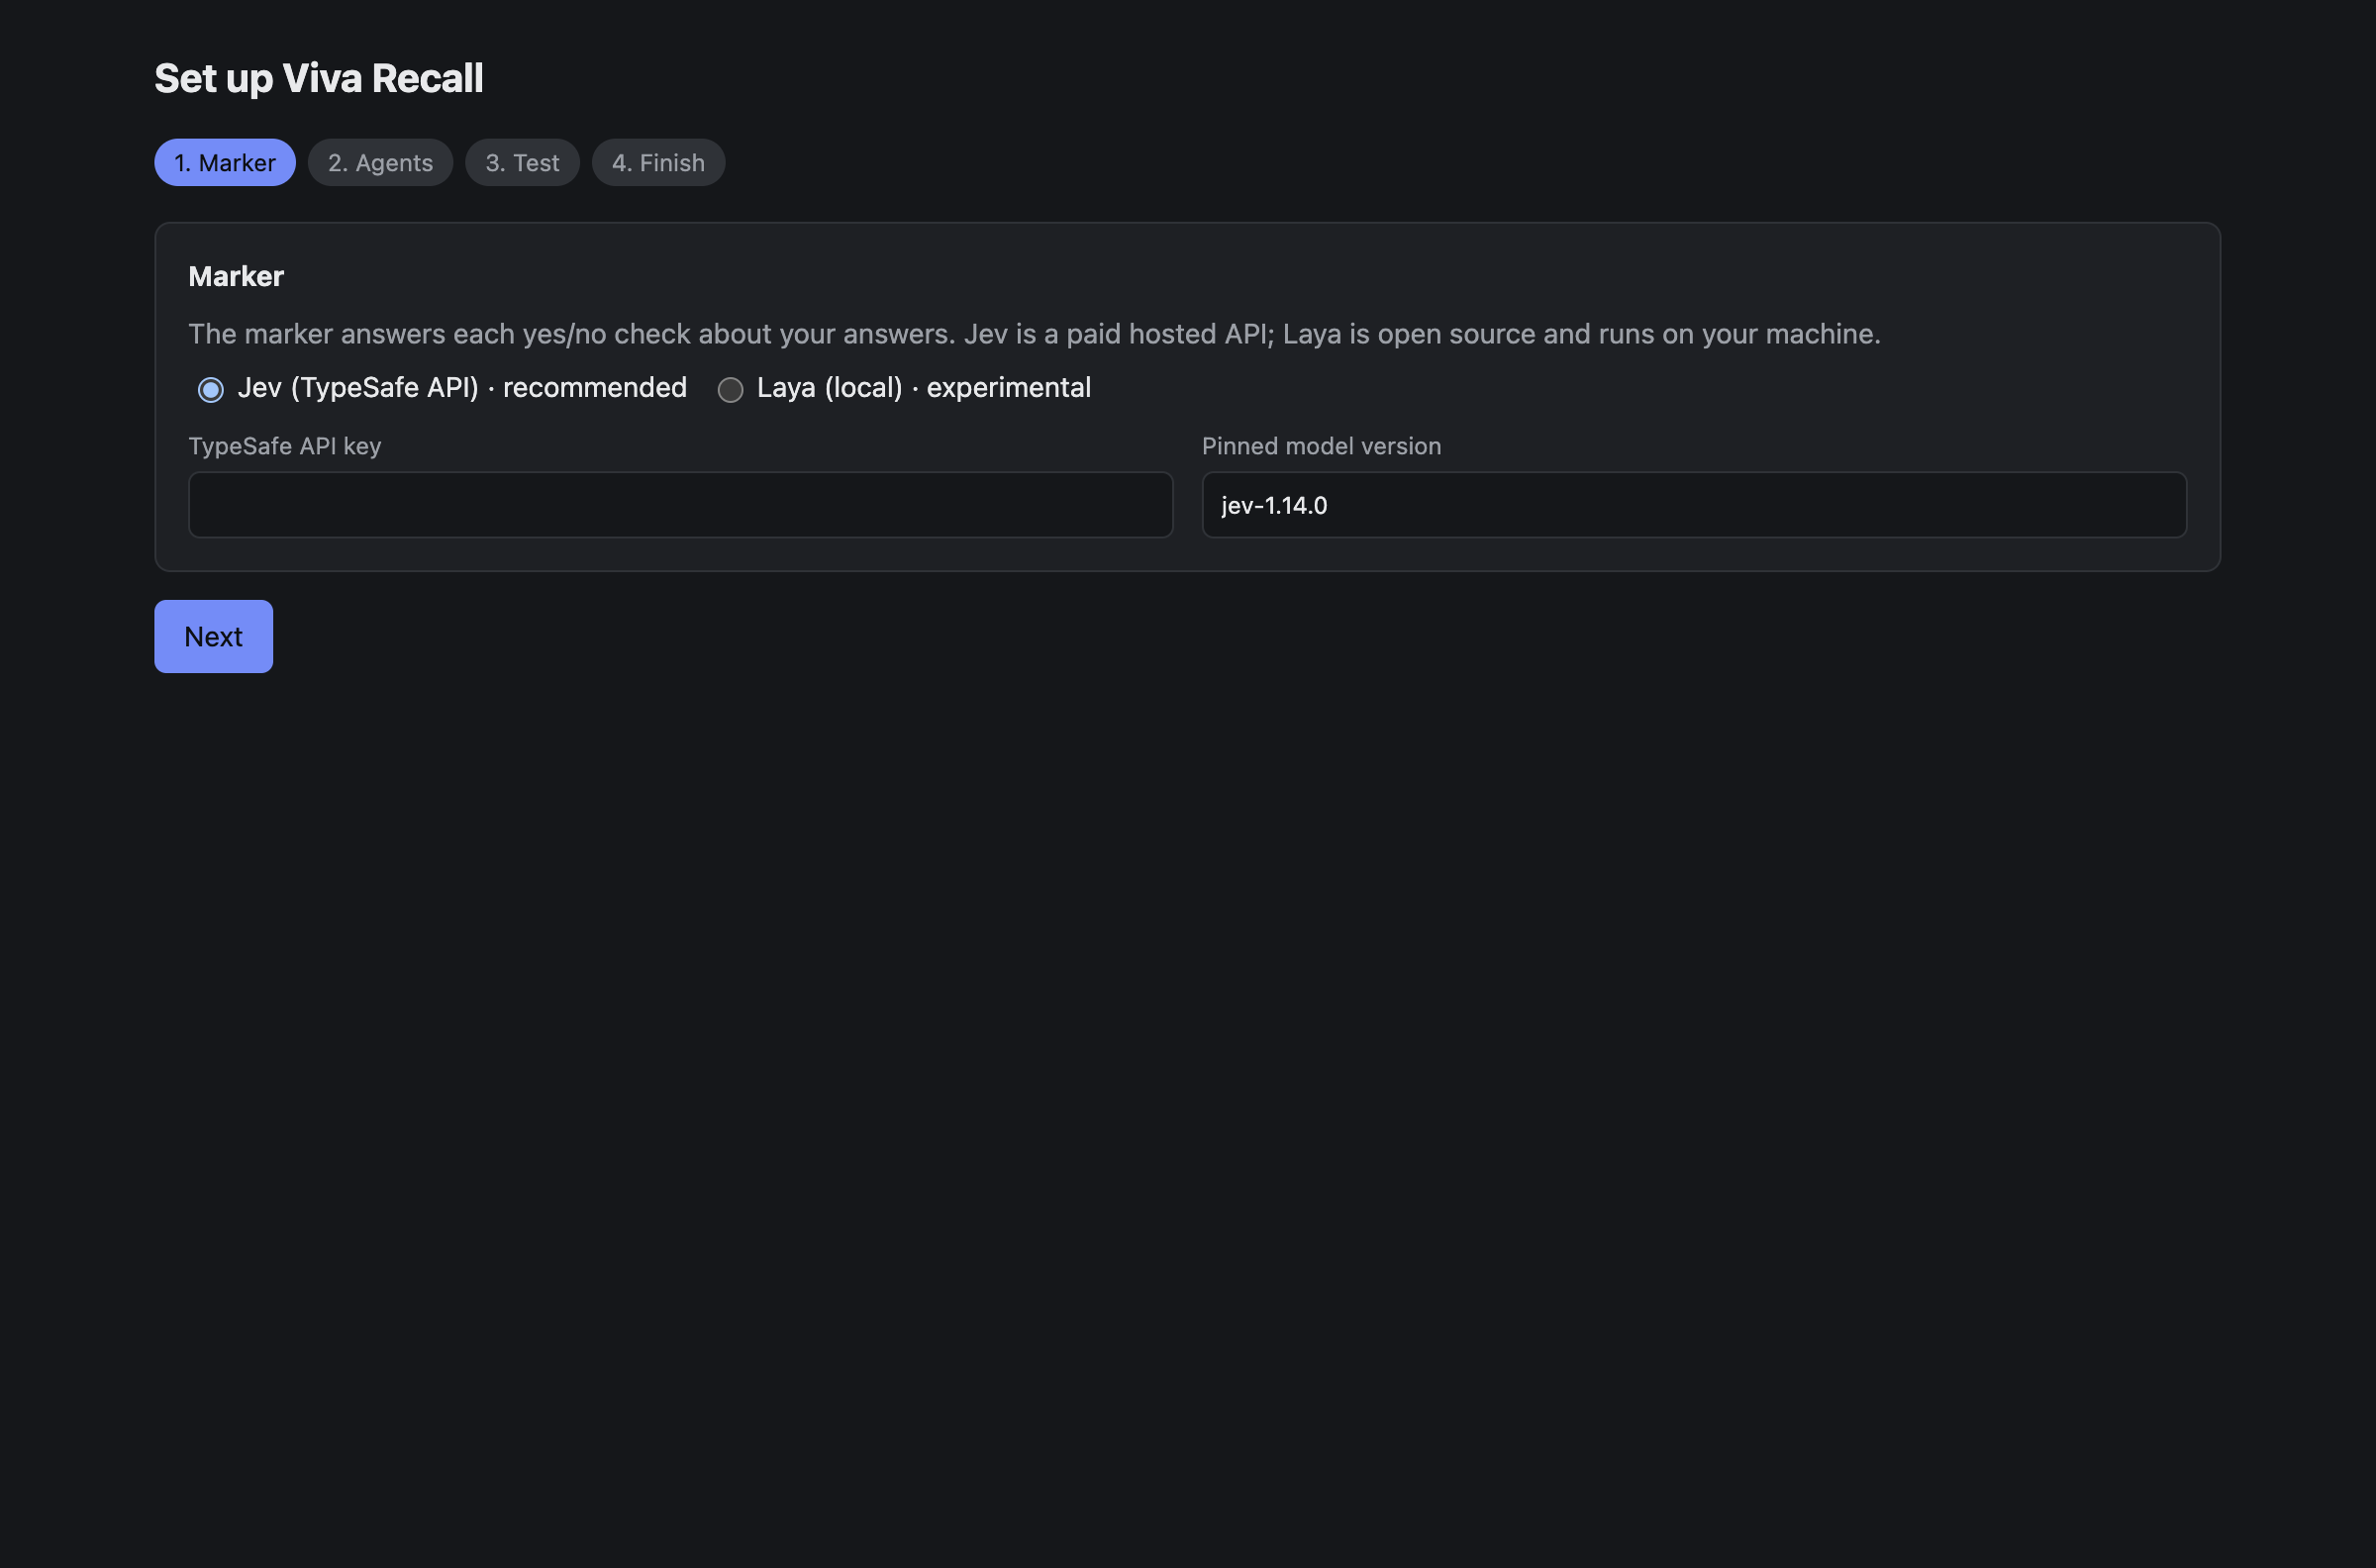 Set up Viva Recall
1. Marker
2. Agents
3. Test
4. Finish
Marker
The marker answers each yes/no check about your answers. Jev is a paid hosted API; Laya is open source and runs on your machine.
Jev (TypeSafe API) · recommended
Laya (local) · experimental
TypeSafe API key
Pinned model version
jev-1.14.0
Next